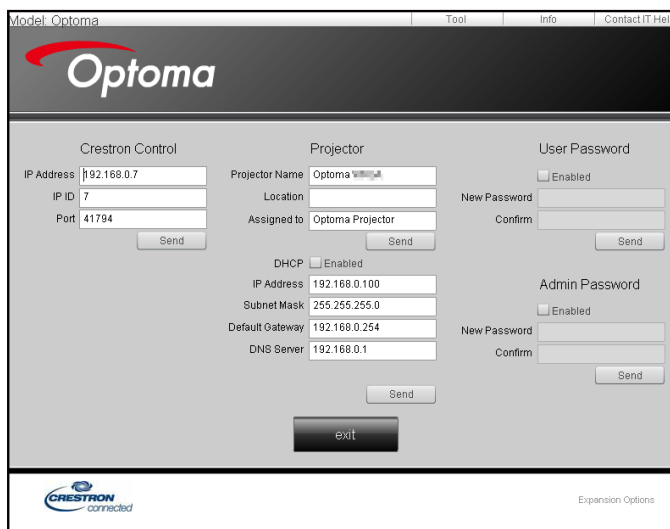 Model: Optoma
Tool
Info
Contact IT Hel
Optoma
Crestron Control
IP Address 192.168.0.7
IP ID 7
Port 41794
Send
Projector
Projector Name Optoma
Location
Assigned to Optoma Projector
Send
DHCP Enabled
IP Address 192.168.0.100
Subnet Mask 255.255.255.0
Default Gateway 192.168.0.254
DNS Server 192.168.0.1
Send
User Password
Enabled
New Password
Confirm
Send
Admin Password
Enabled
New Password
Confirm
Send
exit
CRESTRON
connected
Expansion Options